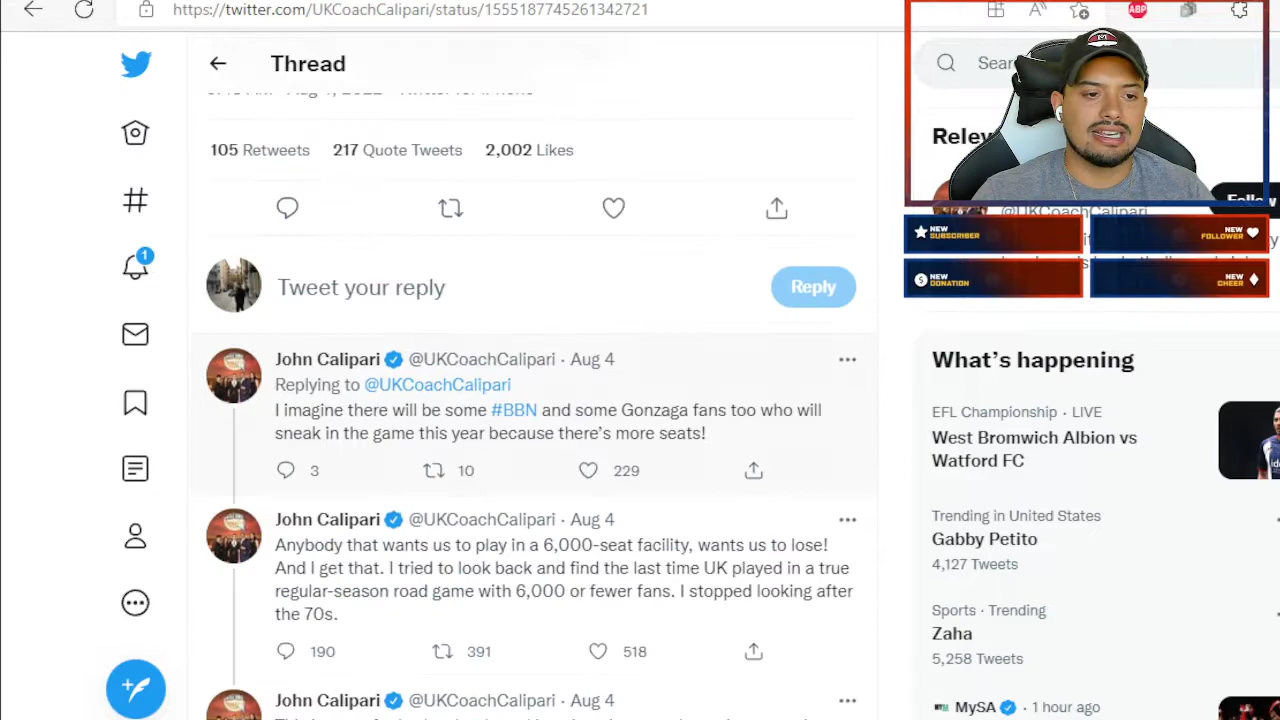 https://twitter.com/UKCoachCalipari/status/1555187745261342721
ABP
Thread
105 Retweets 217 Quote Tweets 2,002 Likes
1
Tweet your reply
Reply
John Calipari @UKCoachCalipari · Aug 4
Replying to @UKCoachCalipari
I imagine there will be some #BBN and some Gonzaga fans too who will
sneak in the game this year because there's more seats!
3 10 229
John Calipari @UKCoachCalipari · Aug 4
Anybody that wants us to play in a 6,000-seat facility, wants us to lose!
And I get that. I tried to look back and find the last time UK played in a true
regular-season road game with 6,000 or fewer fans. I stopped looking after
the 70s.
190 391 518
John Calipari @UKCoachCalipari · Aug 4
Sear
Relev
Follow
@UKCoachCalipari
NEW
SUBSCRIBER
NEW
FOLLOWER
NEW
DONATION
NEW
CHEER
What's happening
EFL Championship · LIVE
West Bromwich Albion vs
Watford FC
Trending in United States
Gabby Petito
4,127 Tweets
Sports · Trending
Zaha
5,258 Tweets
MySA · 1 hour ago